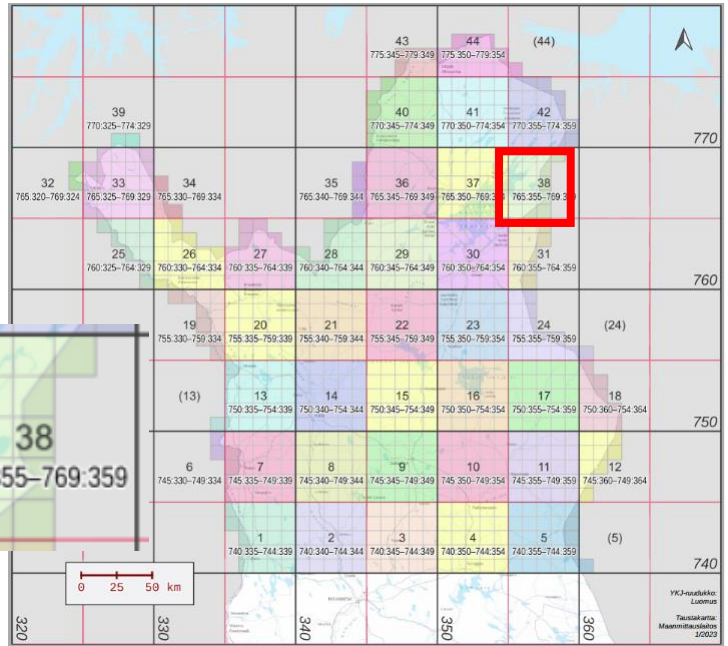 43 44 (44)
775:345–779:349 775:350–779:354
39 40 41 42
770:325–774:329 770:345–774:349 770:350–774:354 770:355–774:359
770
32 33 34 35 36 37 38
765.320–769:324 765:325–769:329 765.330–769:334 765.340–769:344 765.345–769:349 765.350–769: 765.355–769:
25 26 27 28 29 30 31
760:325–764:329 760:330–764:334 760:335–764:339 760:340–764:344 760:345–764:349 760:350–764:354 760:355–764:359
760
19 20 21 22 23 24 (24)
755.330–759:334 755.335–759:339 755.340–759:344 755.345–759:349 755.350–759:354 755.355–759:359
(13) 13 14 15 16 17 18
750:335–754:339 750:340–754:344 750:345–754:349 750:350–754:354 750:355–754:359 750:360–754:364
750
38
55–769:359
6 7 8 9 10 11 12
745.330–749:334 745.335–749:339 745.340–749:344 745.345–749:349 745.350–749:354 745.355–749:359 745:360–749:364
1 2 3 4 5 (5)
740:335–744:339 740:340–744:344 740:345–744:349 740:350–744:354 740:355–744:359
740
0 25 50 km
YKJ-ruudukko:
Luomus
Taustakartta:
Maanmittauslaitos
1/2023
320 330 340 350 360